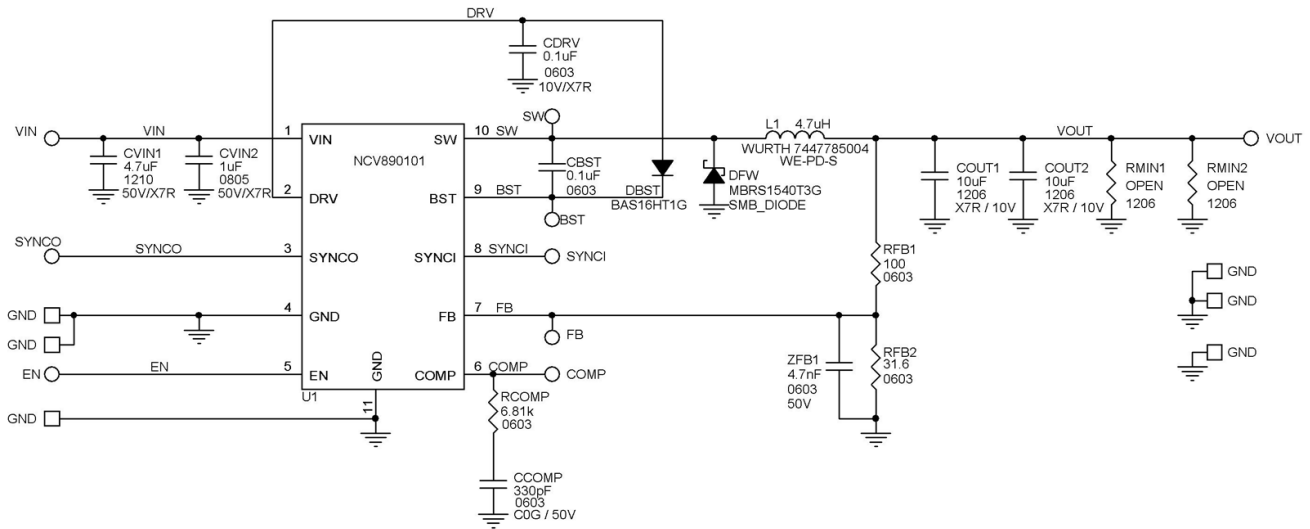 DRV
CDRV
0.1uF
0603
10V/X7R
VIN
VIN
CVIN1
4.7uF
1210
50V/X7R
CVIN2
1uF
0805
50V/X7R
1
VIN
NCV890101
SW
10 SW
SW
CBST
0.1uF
0603
DBST
BAS16HT1G
2
DRV
BST
9
BST
BST
DFW
MBRS1540T3G
SMB_DIODE
L1
4.7uH
WURTH 7447785004
WE-PD-S
VOUT
VOUT
COUT1
10uF
1206
X7R / 10V
COUT2
10uF
1206
X7R / 10V
RMIN1
OPEN
1206
RMIN2
OPEN
1206
SYNCO
SYNCO
3
SYNCO
SYNCI
8 SYNCI
SYNCI
RFB1
100
0603
GND
GND
GND
GND
GND
4
GND
FB
7
FB
FB
ZFB1
4.7nF
0603
50V
RFB2
31.6
0603
EN
EN
5
EN
GND
COMP
6 COMP
COMP
U1
11
GND
RCOMP
6.81k
0603
CCOMP
330pF
0603
C0G / 50V